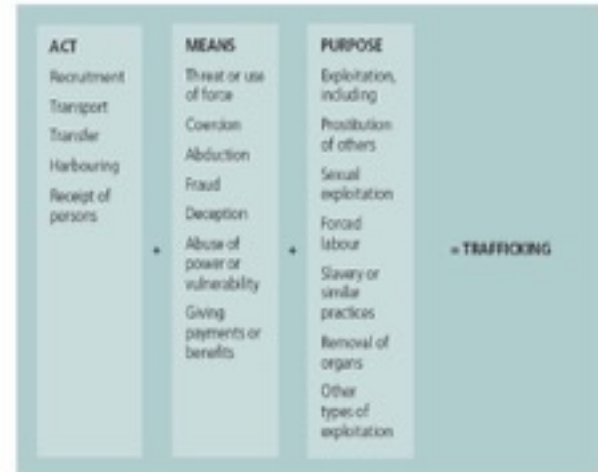 ACT
Recruitment
Transport
Transfer
Harbouring
Receipt of
persons
+
MEANS
Threat or use
of force
Coercion
Abduction
Fraud
Deception
Abuse of
power or
vulnerability
Giving
payments or
benefits
+
PURPOSE
Exploitation,
including
Prostitution
of others
Sexual
exploitation
Forced
labour
Slavery or
similar
practices
Removal of
organs
Other
types of
exploitation
= TRAFFICKING